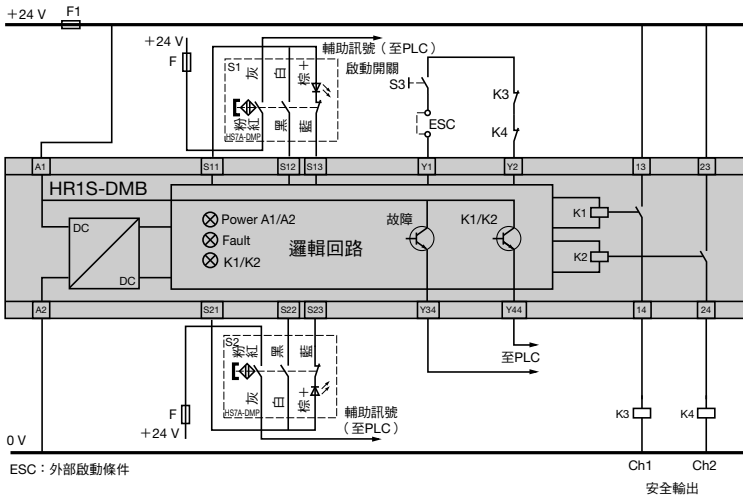 +24 V
F1
+24 V
F
S1
灰
白
棕+
粉紅
黑
藍
HS7A-DMP
輔助訊號（至PLC）
啟動開關
S3
ESC
K3
K4
A1
S11
S12
S13
Y1
Y2
13
23
HR1S-DMB
DC
DC
Power A1/A2
Fault
K1/K2
邏輯回路
故障
K1/K2
K1
K2
A2
S21
S22
S23
Y34
Y44
14
24
S2
粉紅
黑
藍
灰
白
棕+
HS7A-DMP
至PLC
F
+24 V
輔助訊號
（至PLC）
K3
K4
0 V
ESC：外部啟動條件
Ch1
Ch2
安全輸出